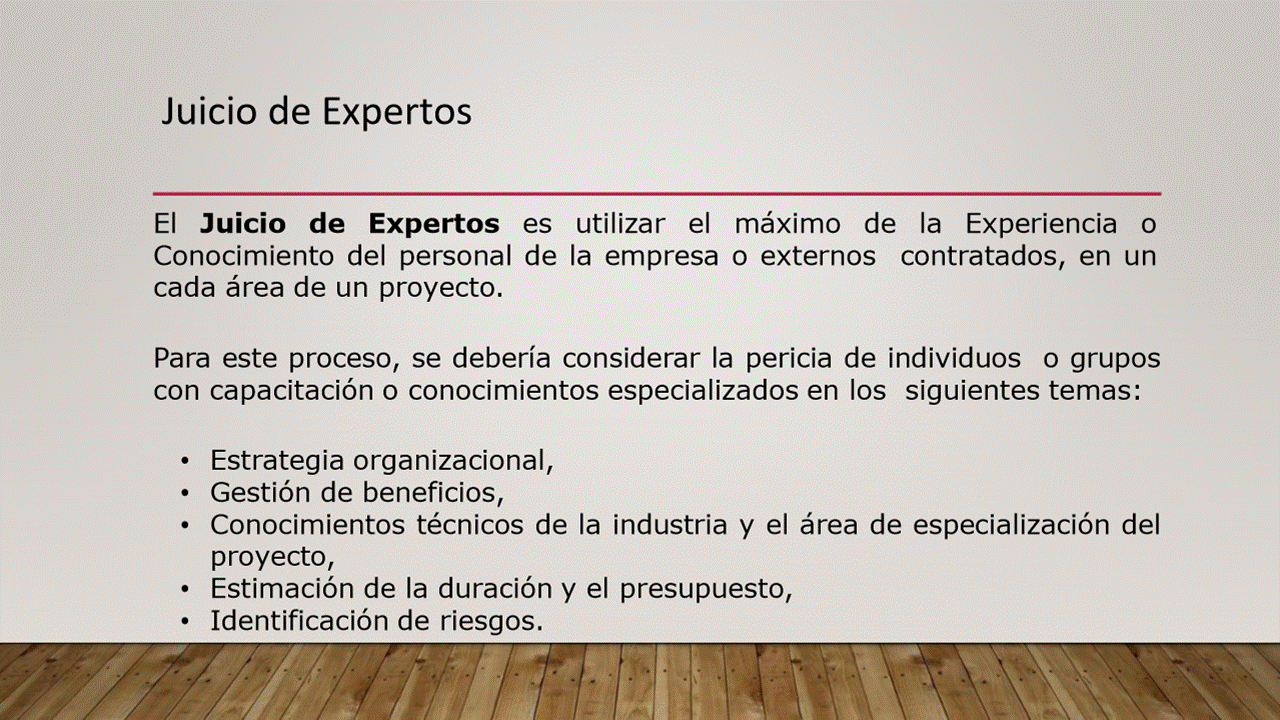 Juicio de Expertos
El Juicio de Expertos es utilizar el máximo de la Experiencia o
Conocimiento del personal de la empresa o externos contratados, en un
cada área de un proyecto.
Para este proceso, se debería considerar la pericia de individuos o grupos
con capacitación o conocimientos especializados en los siguientes temas:
• Estrategia organizacional,
• Gestión de beneficios,
• Conocimientos técnicos de la industria y el área de especialización del
proyecto,
• Estimación de la duración y el presupuesto,
• Identificación de riesgos.